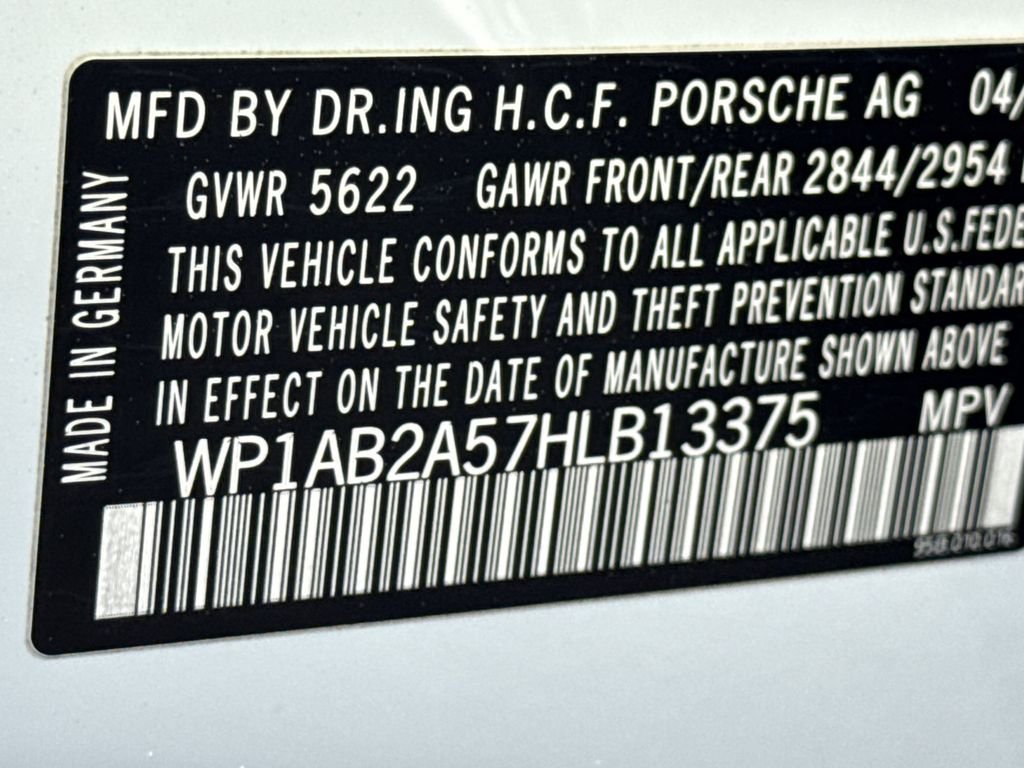 MFD BY DR.ING H.C.F. PORSCHE AG 04/
GVWR 5622 GAWR FRONT/REAR 2844/2954
THIS VEHICLE CONFORMS TO ALL APPLICABLE U.S.FEDE
MOTOR VEHICLE SAFETY AND THEFT PREVENTION STANDAR
IN EFFECT ON THE DATE OF MANUFACTURE SHOWN ABOVE
WP1AB2A57HLB13375 MPV
MADE IN GERMANY